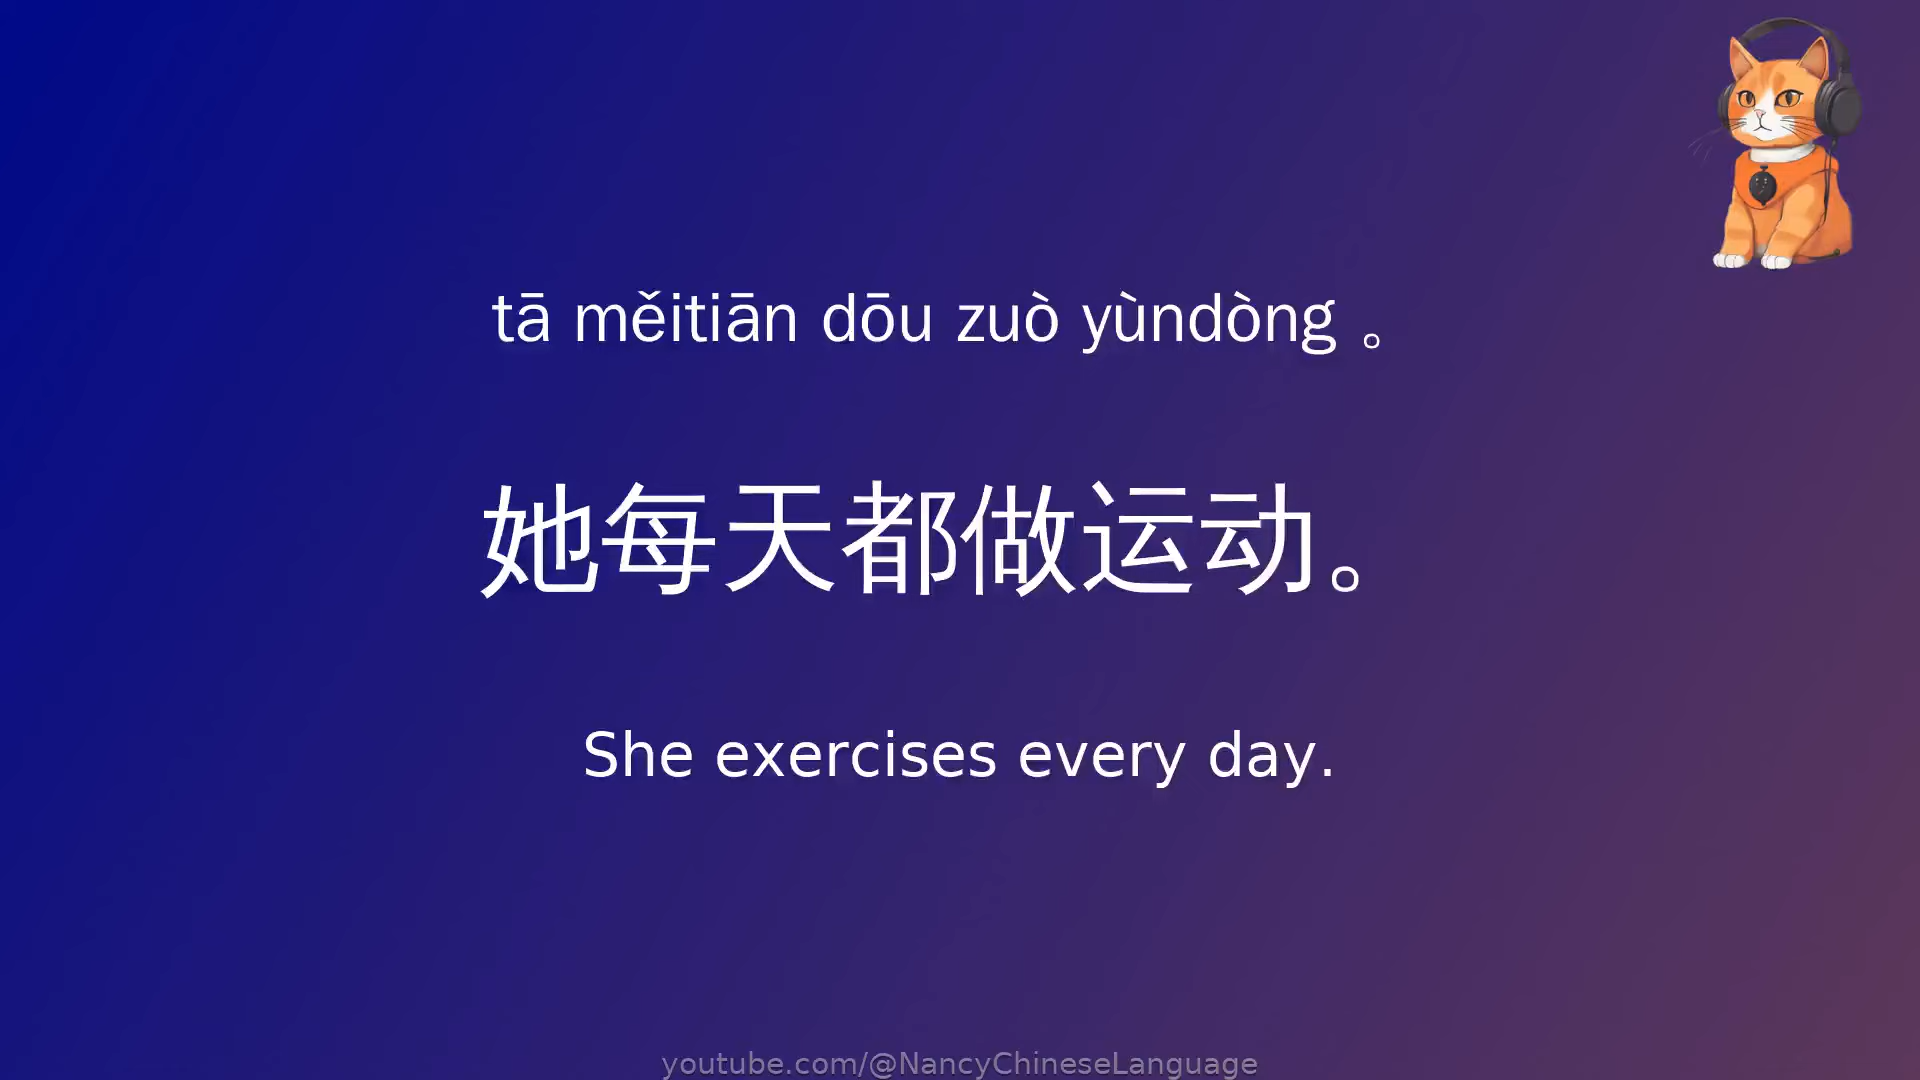 tā měitiān dōu zuò yùndòng 。
她每天都做运动。
She exercises every day.
youtube.com/@NancyChineseLanguage